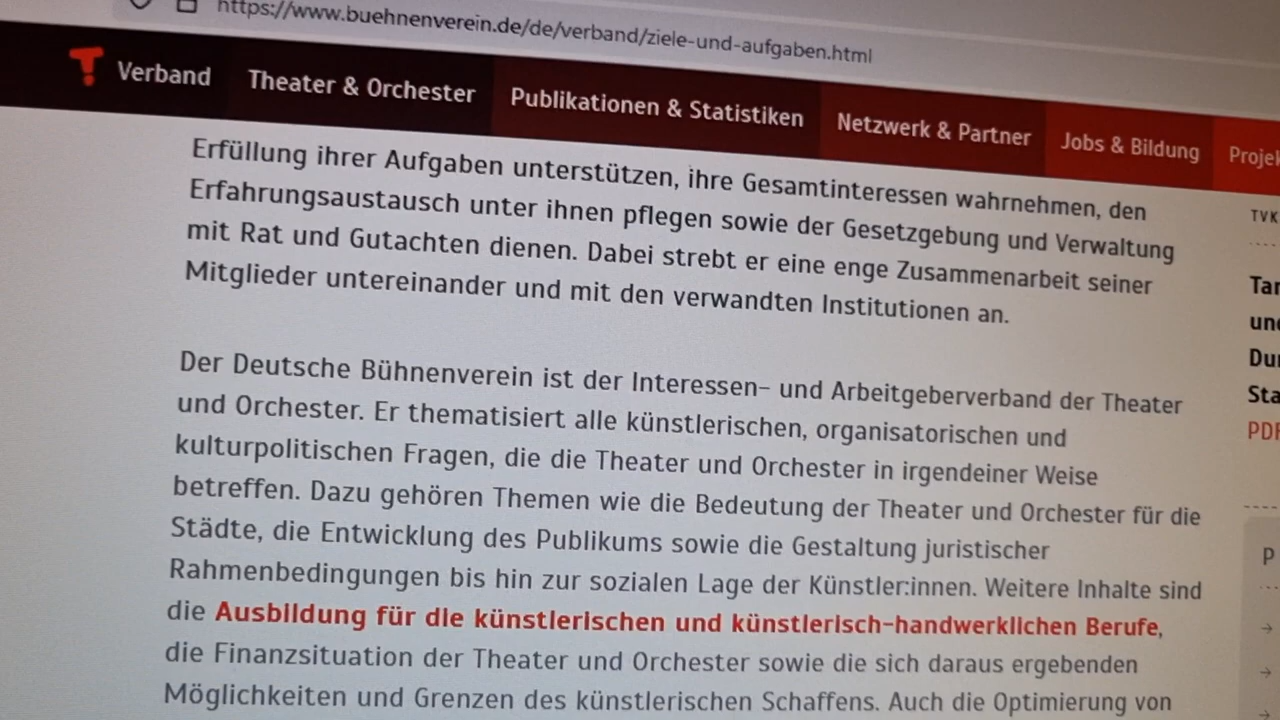 https://www.buehnenverein.de/de/verband/ziele-und-aufgaben.html
Verband
Theater & Orchester
Publikationen & Statistiken
Netzwerk & Partner
Jobs & Bildung
Projek
Erfüllung ihrer Aufgaben unterstützen, ihre Gesamtinteressen wahrnehmen, den
Erfahrungsaustausch unter ihnen pflegen sowie der Gesetzgebung und Verwaltung
mit Rat und Gutachten dienen. Dabei strebt er eine enge Zusammenarbeit seiner
Mitglieder untereinander und mit den verwandten Institutionen an.
Der Deutsche Bühnenverein ist der Interessen- und Arbeitgeberverband der Theater
und Orchester. Er thematisiert alle künstlerischen, organisatorischen und
kulturpolitischen Fragen, die die Theater und Orchester in irgendeiner Weise
betreffen. Dazu gehören Themen wie die Bedeutung der Theater und Orchester für die
Städte, die Entwicklung des Publikums sowie die Gestaltung juristischer
Rahmenbedingungen bis hin zur sozialen Lage der Künstler:innen. Weitere Inhalte sind
die Ausbildung für die künstlerischen und künstlerisch-handwerklichen Berufe,
die Finanzsituation der Theater und Orchester sowie die sich daraus ergebenden
Möglichkeiten und Grenzen des künstlerischen Schaffens. Auch die Optimierung von
TVK
Tar
und
Dur
Sta
PDF
P